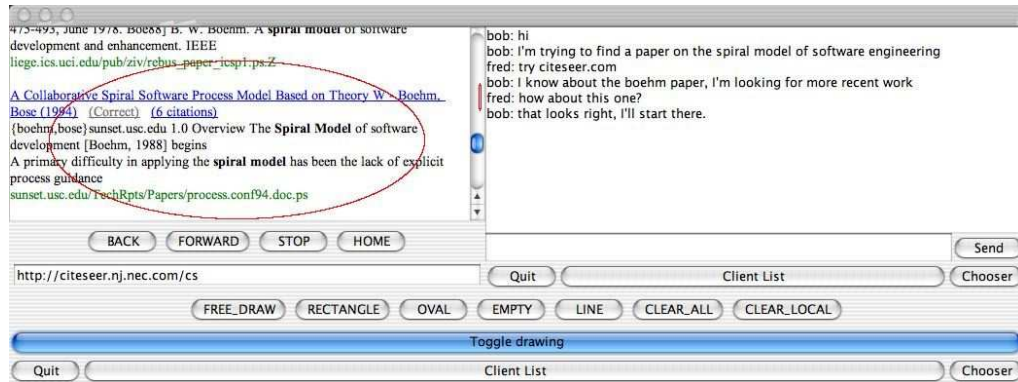 475-493, June 1978. Boe88] B. W. Boehm. A spiral model of software
development and enhancement. IEEE
liege.ics.uci.edu/pub/ziv/rebus_paper_icsp1.ps.Z
A Collaborative Spiral Software Process Model Based on Theory W - Boehm,
Bose (1994) (Correct) (6 citations)
{boehm,bose}sunset.usc.edu 1.0 Overview The Spiral Model of software
development [Boehm, 1988] begins
A primary difficulty in applying the spiral model has been the lack of explicit
process guidance
sunset.usc.edu/TechRpts/Papers/process.conf94.doc.ps
bob: hi
bob: I'm trying to find a paper on the spiral model of software engineering
fred: try citeseer.com
bob: I know about the boehm paper, I'm looking for more recent work
fred: how about this one?
bob: that looks right, I'll start there.
BACK FORWARD STOP HOME
Send
http://citeseer.nj.nec.com/cs
Quit Client List Chooser
FREE_DRAW RECTANGLE OVAL EMPTY LINE CLEAR_ALL CLEAR_LOCAL
Toggle drawing
Quit Client List Chooser